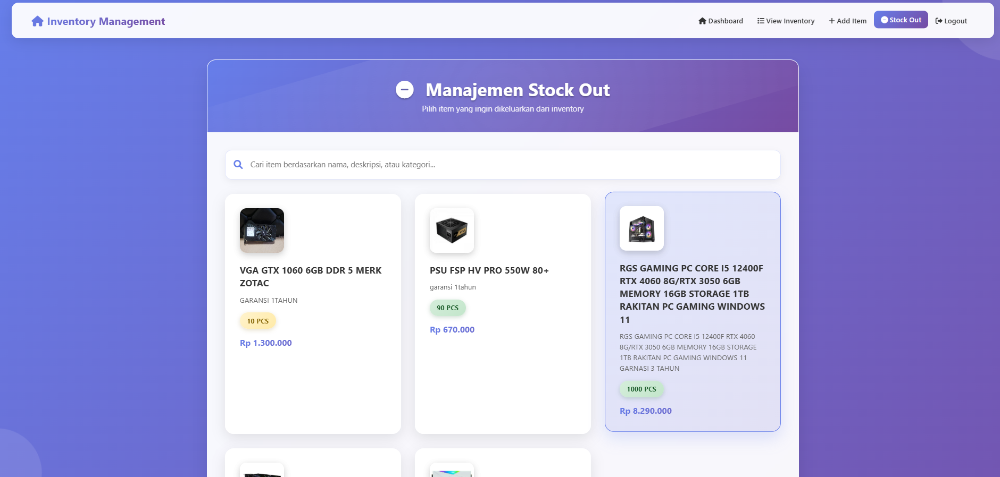 Inventory Management
Dashboard
View Inventory
Add Item
Stock Out
Logout
Manajemen Stock Out
Pilih item yang ingin dikeluarkan dari inventory
Cari item berdasarkan nama, deskripsi, atau kategori...
VGA GTX 1060 6GB DDR 5 MERK
ZOTAC
GARANSI 1TAHUN
10 PCS
Rp 1.300.000
PSU FSP HV PRO 550W 80+
garansi 1tahun
90 PCS
Rp 670.000
RGS GAMING PC CORE I5 12400F
RTX 4060 8G/RTX 3050 6GB
MEMORY 16GB STORAGE 1TB
RAKITAN PC GAMING WINDOWS
11
RGS GAMING PC CORE I5 12400F RTX 4060
8G/RTX 3050 6GB MEMORY 16GB STORAGE
1TB RAKITAN PC GAMING WINDOWS 11
GARNASI 3 TAHUN
1000 PCS
Rp 8.290.000